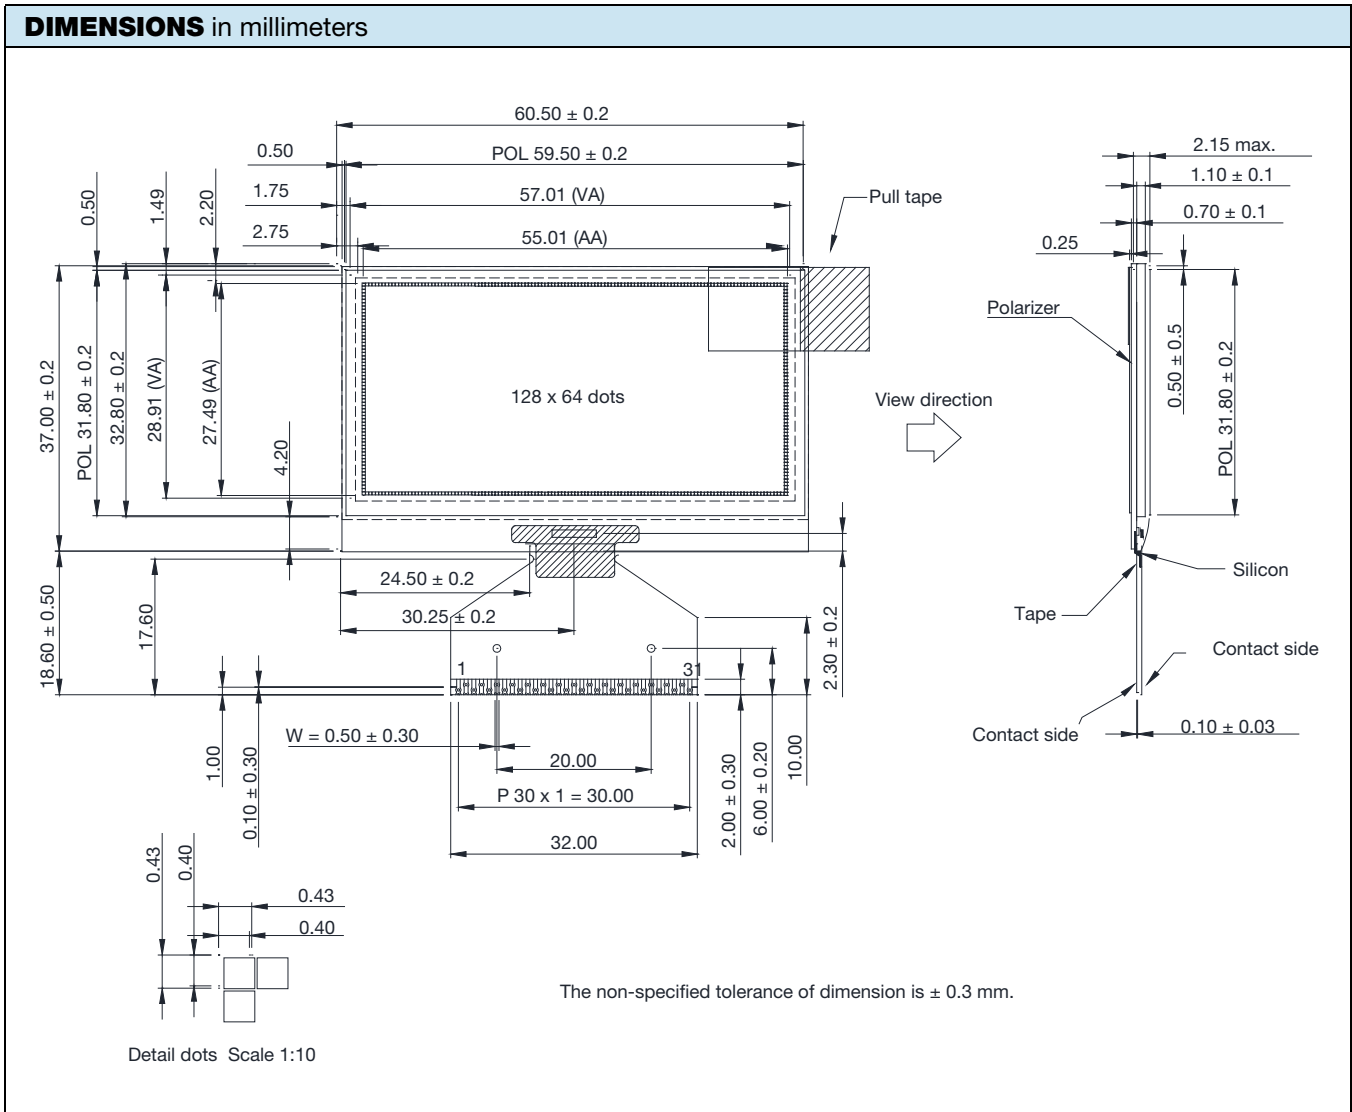 DIMENSIONS in millimeters
60.50 ± 0.2
0.50
POL 59.50 ± 0.2
1.75
57.01 (VA)
2.75
55.01 (AA)
Pull tape
0.50
1.49
2.20
37.00 ± 0.2
POL 31.80 ± 0.2
32.80 ± 0.2
28.91 (VA)
27.49 (AA)
4.20
128 x 64 dots
View direction
2.15 max.
1.10 ± 0.1
0.70 ± 0.1
0.25
Polarizer
0.50 ± 0.5
POL 31.80 ± 0.2
Silicon
Tape
Contact side
Contact side
0.10 ± 0.03
18.60 ± 0.50
17.60
24.50 ± 0.2
30.25 ± 0.2
2.30 ± 0.2
1
31
W = 0.50 ± 0.30
1.00
0.10 ± 0.30
20.00
P 30 x 1 = 30.00
32.00
2.00 ± 0.30
6.00 ± 0.20
10.00
0.43
0.40
0.43
0.40
The non-specified tolerance of dimension is ± 0.3 mm.
Detail dots Scale 1:10